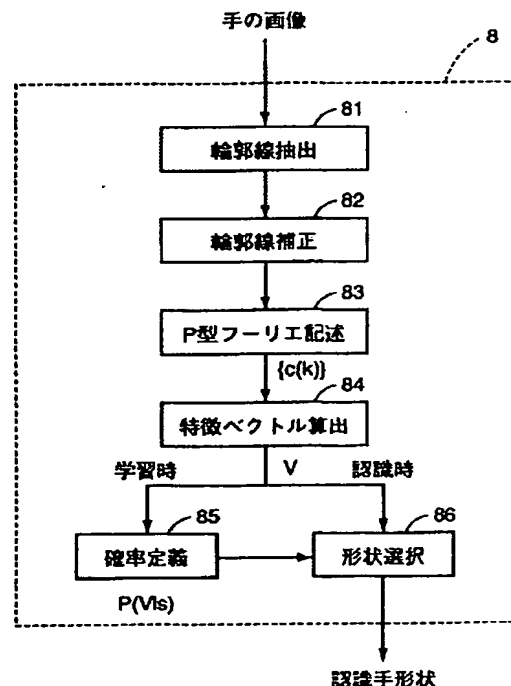 手の画像
8
81
輪郭線抽出
82
輪郭線補正
83
P型フーリエ記述
{c(k)}
84
特徴ベクトル算出
学習時
V
認識時
85
確率定義
86
形状選択
P(V|s)
認識手形状